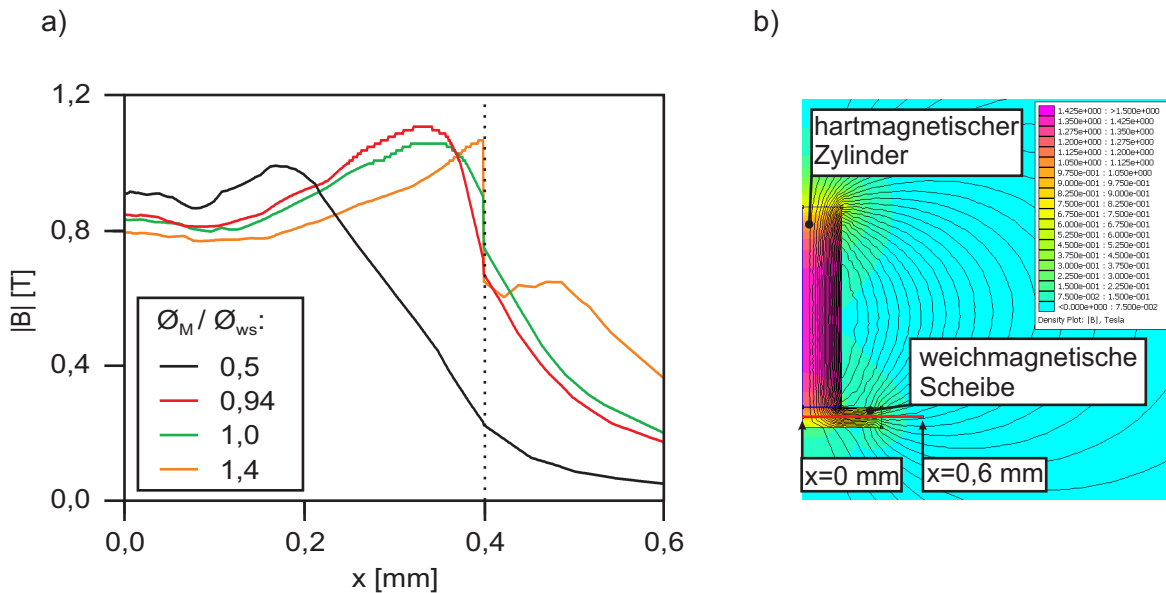 a)
|B| [T]
1,2
0,8
0,4
0,0
Ø_M / Ø_ws:
0,5
0,94
1,0
1,4
0,0 0,2 0,4 0,6
x [mm]
b)
hartmagnetischer
Zylinder
1.425e+000 : >1.500e+000
1.350e+000 : 1.425e+000
1.275e+000 : 1.350e+000
1.200e+000 : 1.275e+000
1.125e+000 : 1.200e+000
1.050e+000 : 1.125e+000
9.750e-001 : 1.050e+000
9.000e-001 : 9.750e-001
8.250e-001 : 9.000e-001
7.500e-001 : 8.250e-001
6.750e-001 : 7.500e-001
6.000e-001 : 6.750e-001
5.250e-001 : 6.000e-001
4.500e-001 : 5.250e-001
3.750e-001 : 4.500e-001
3.000e-001 : 3.750e-001
2.250e-001 : 3.000e-001
1.500e-001 : 2.250e-001
7.500e-002 : 1.500e-001
<0.000e+000 : 7.500e-002
Density Plot: |B|, Tesla
weichmagnetische
Scheibe
x=0 mm
x=0,6 mm